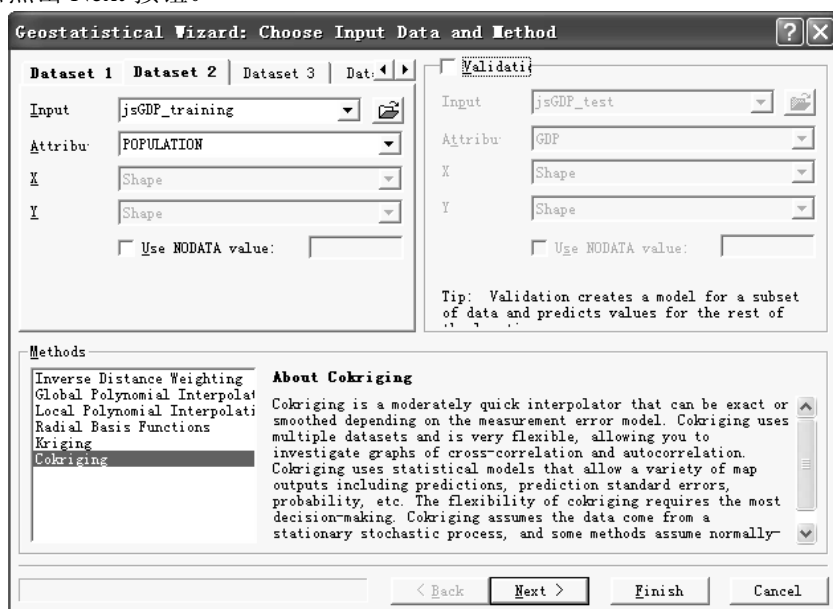 点击 Next 按钮。
Geostatistical Wizard: Choose Input Data and Method
Dataset 1 Dataset 2 Dataset 3 Dat
Input jsGDP_training
Attribu POPULATION
X Shape
Y Shape
Use NODATA value:
Validati
Input jsGDP_test
Attribu GDP
X Shape
Y Shape
Use NODATA value:
Tip: Validation creates a model for a subset
of data and predicts values for the rest of
Methods
Inverse Distance Weighting
Global Polynomial Interpolat
Local Polynomial Interpolati
Radial Basis Functions
Kriging
Cokriging
About Cokriging
Cokriging is a moderately quick interpolator that can be exact or
smoothed depending on the measurement error model. Cokriging uses
multiple datasets and is very flexible, allowing you to
investigate graphs of cross-correlation and autocorrelation.
Cokriging uses statistical models that allow a variety of map
outputs including predictions, prediction standard errors,
probability, etc. The flexibility of cokriging requires the most
decision-making. Cokriging assumes the data come from a
stationary stochastic process, and some methods assume normally-
< Back Next > Finish Cancel